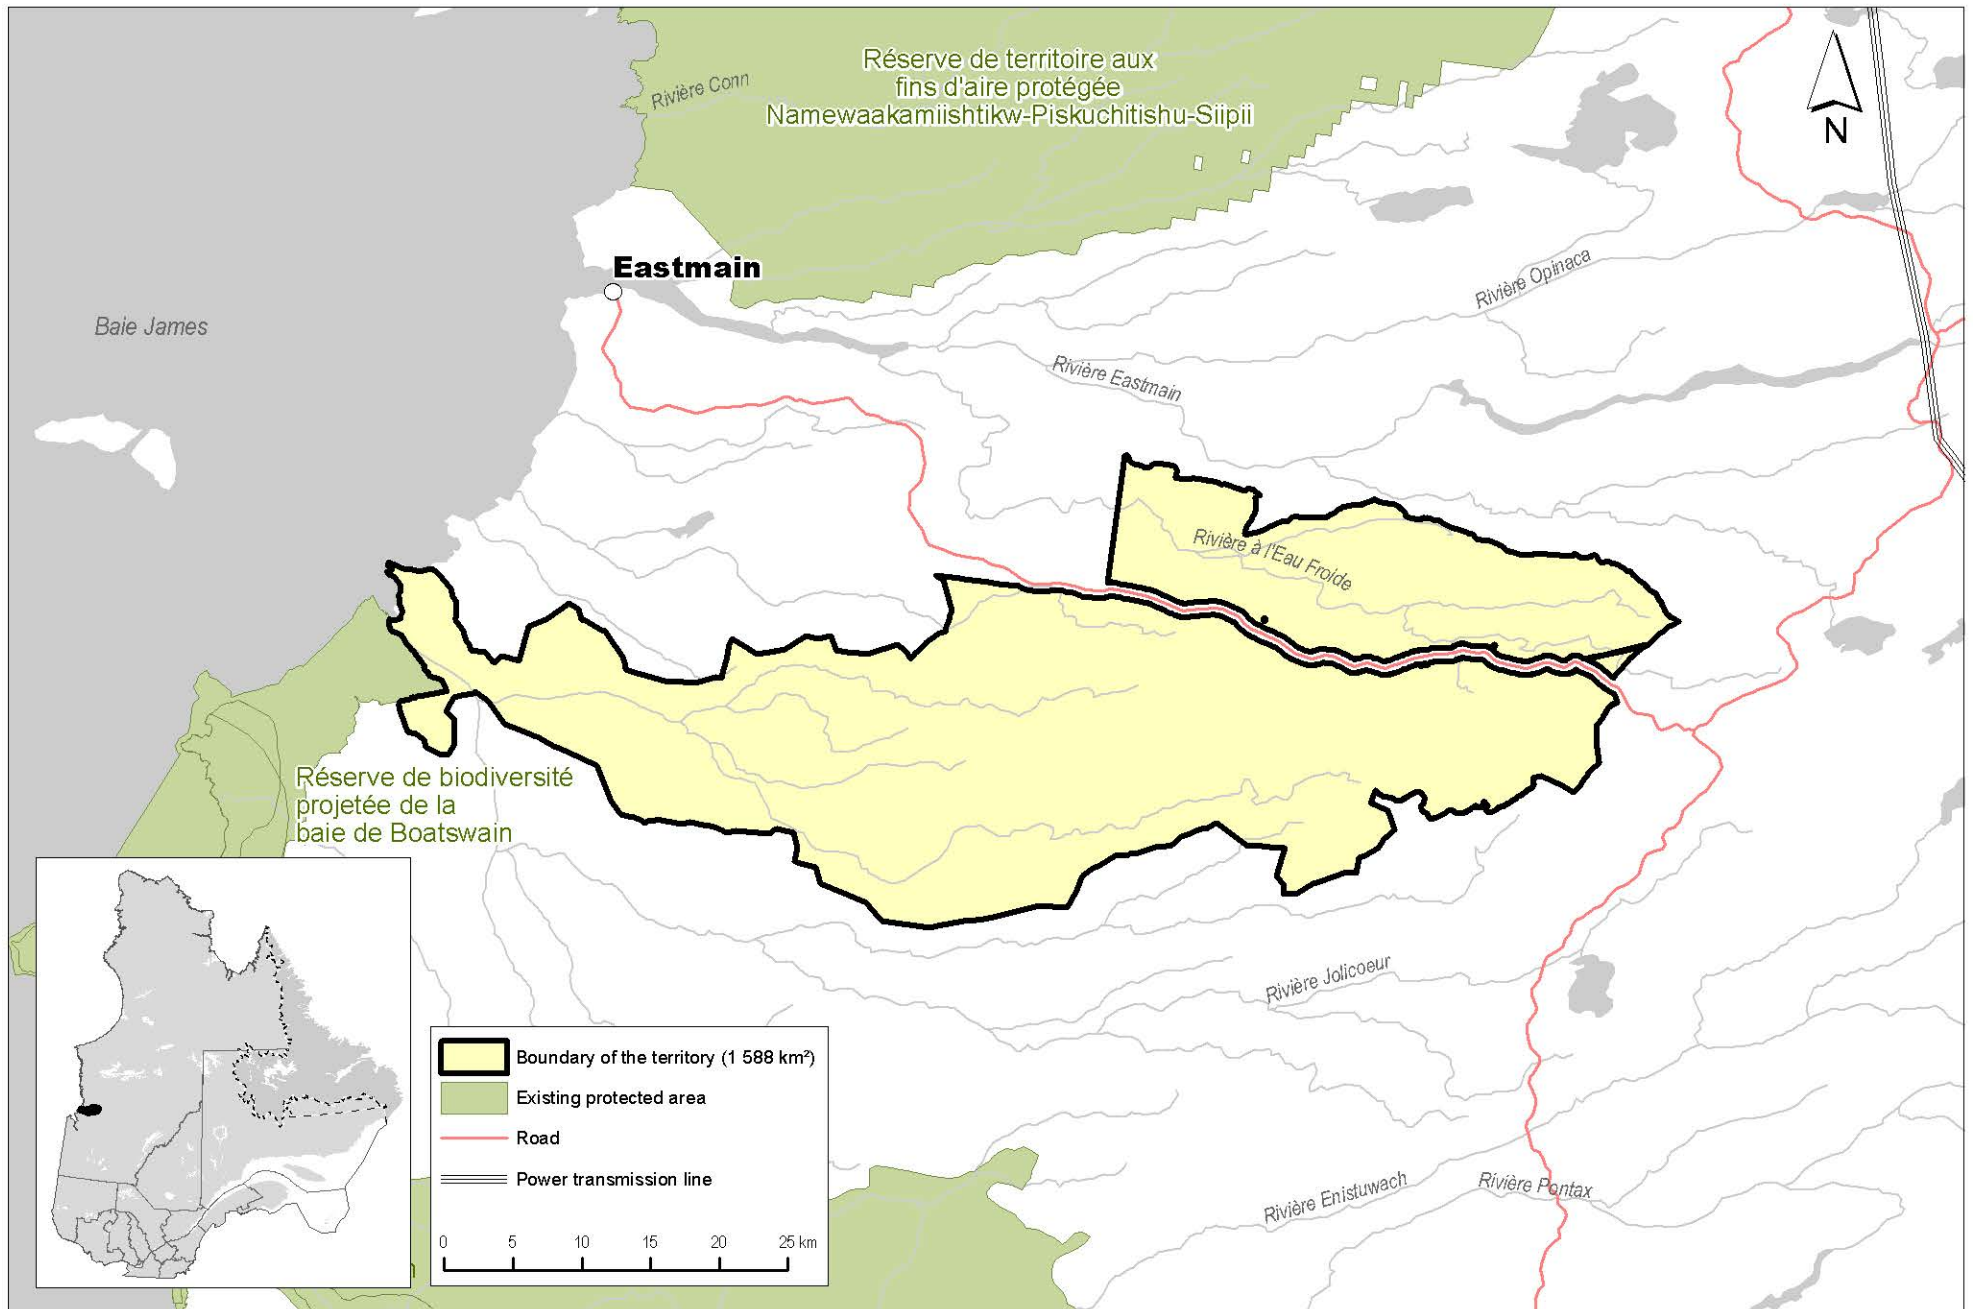 Réserve de territoire aux
fins d'aire protégée
Namewaakamiishtikw-Piskuchitishu-Siipii
Rivière Conn
N
Eastmain
Baie James
Rivière Opinaca
Rivière Eastmain
Rivière à l'Eau Froide
Réserve de biodiversité
projetée de la
baie de Boatswain
Rivière Jolicoeur
Rivière Enistuwach
Rivière Pontax
Boundary of the territory (1 588 km²)
Existing protected area
Road
Power transmission line
0 5 10 15 20 25 km